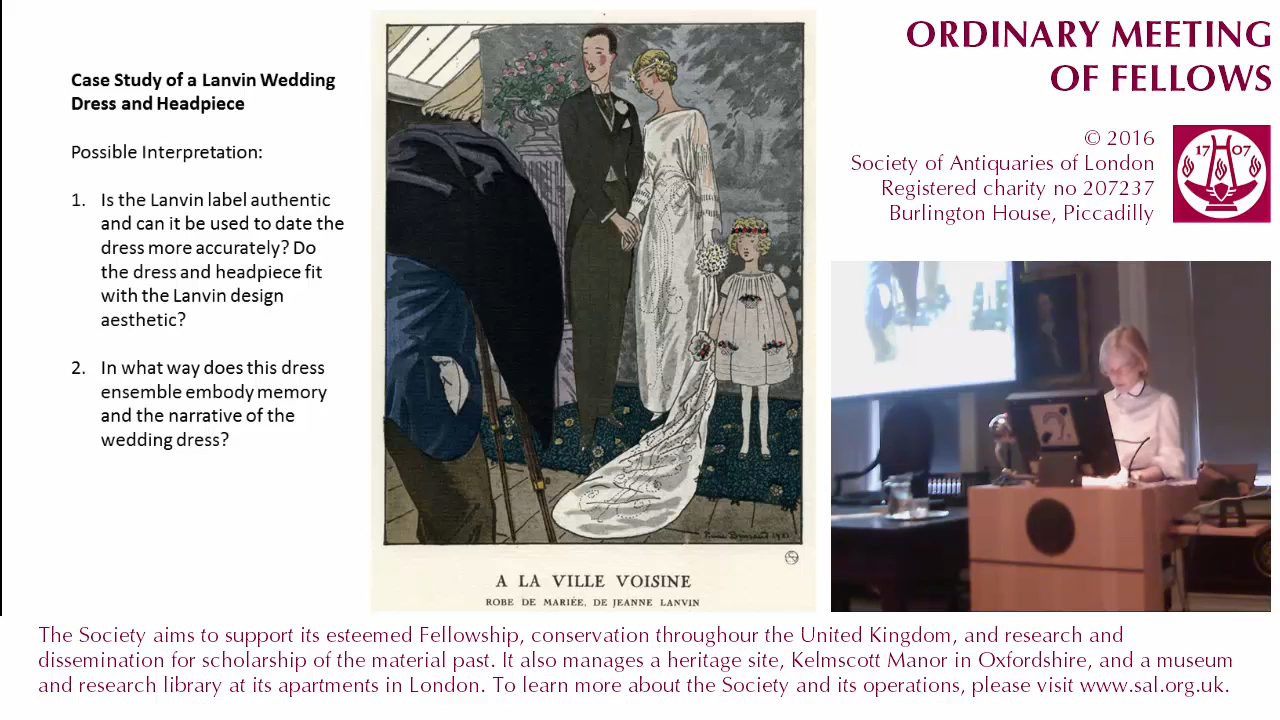 Case Study of a Lanvin Wedding
Dress and Headpiece
Possible Interpretation:
1. Is the Lanvin label authentic
and can it be used to date the
dress more accurately? Do
the dress and headpiece fit
with the Lanvin design
aesthetic?
2. In what way does this dress
ensemble embody memory
and the narrative of the
wedding dress?
A LA VILLE VOISINE
ROBE DE MARIÉE, DE JEANNE LANVIN
ORDINARY MEETING
OF FELLOWS
© 2016
Society of Antiquaries of London
Registered charity no 207237
Burlington House, Piccadilly
17 07
The Society aims to support its esteemed Fellowship, conservation throughour the United Kingdom, and research and
dissemination for scholarship of the material past. It also manages a heritage site, Kelmscott Manor in Oxfordshire, and a museum
and research library at its apartments in London. To learn more about the Society and its operations, please visit www.sal.org.uk.